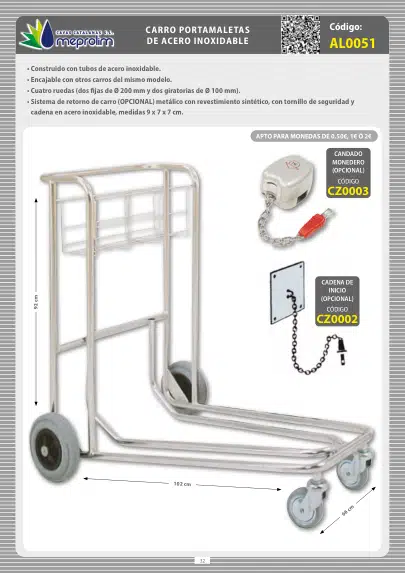 CAYRE CATALANAS S.L.
meprolim
CARRO PORTAMALETAS
DE ACERO INOXIDABLE
Código:
AL0051
• Construido con tubos de acero inoxidable.
• Encajable con otros carros del mismo modelo.
• Cuatro ruedas (dos fijas de Ø 200 mm y dos giratorias de Ø 100 mm).
• Sistema de retorno de carro (OPCIONAL) metálico con revestimiento sintético, con tornillo de seguridad y
cadena en acero inoxidable, medidas 9 x 7 x 7 cm.
APTO PARA MONEDAS DE 0.50€, 1€ Ó 2€
CANDADO
MONEDERO
(OPCIONAL)
CÓDIGO
CZ0003
CADENA DE
INICIO
(OPCIONAL)
CÓDIGO
CZ0002
102 cm
32